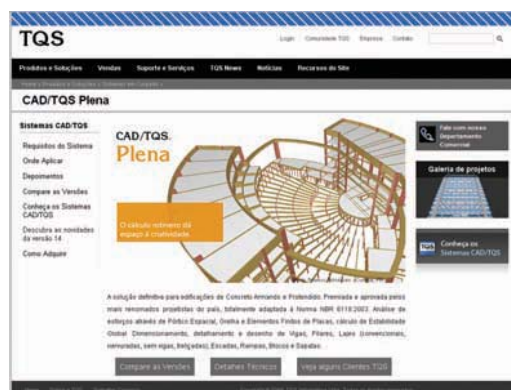 TQS
Login Comunidade TQS Empresa Contato
Produtos e Soluções Vendas Suporte e Serviços TQS News Notícias Recursos do Site
CAD/TQS Plena
Sistemas CAD/TQS
Requisitos do Sistema
Onde Aplicar
Depoimentos
Compare as Versões
Conheça os Sistemas
CAD/TQS
Descubra as novidades
da versão 14
Como Adquirir
CAD/TQS.
Plena
O cálculo rotineiro dá
espaço à criatividade
Fale com nosso
Departamento
Comercial
Galeria de projetos
TQS
Conheça os
Sistemas CAD/TQS
A solução definitiva para edificações de Concreto Armado e Protendido. Premiada e aprovada pelos
mais renomados projetistas do país, totalmente adaptada à Norma NBR 6118:2003. Análise de
esforços através de Pórtico Espacial, Grelha e Elementos Finitos de Placas, cálculo de Estabilidade
Global. Dimensionamento, detalhamento e desenho de Vigas, Pilares, Lajes (convencionais,
nervuradas, sem vigas, treliçadas), Escadas, Rampas, Blocos e Sapatas.
Compare as Versões Detalhes Técnicos Veja alguns Clientes TQS